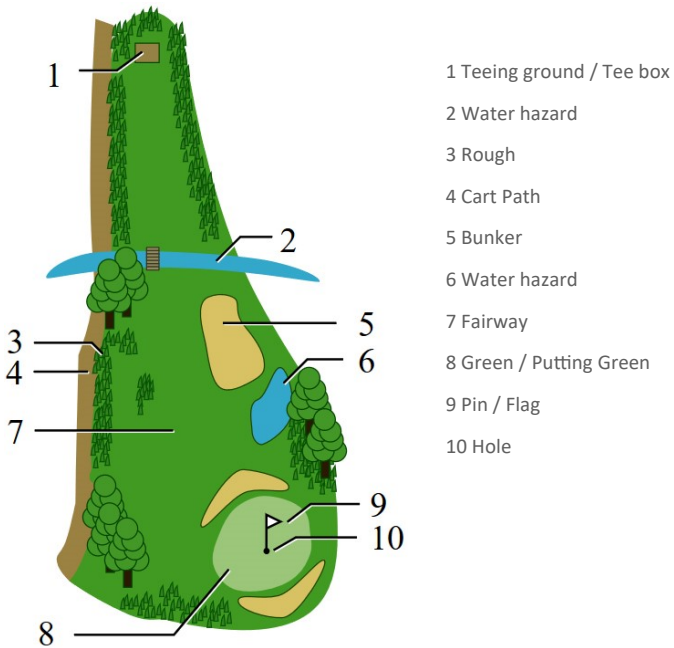 1
2
3
4
5
6
7
8
9
10
1 Teeing ground / Tee box
2 Water hazard
3 Rough
4 Cart Path
5 Bunker
6 Water hazard
7 Fairway
8 Green / Putting Green
9 Pin / Flag
10 Hole